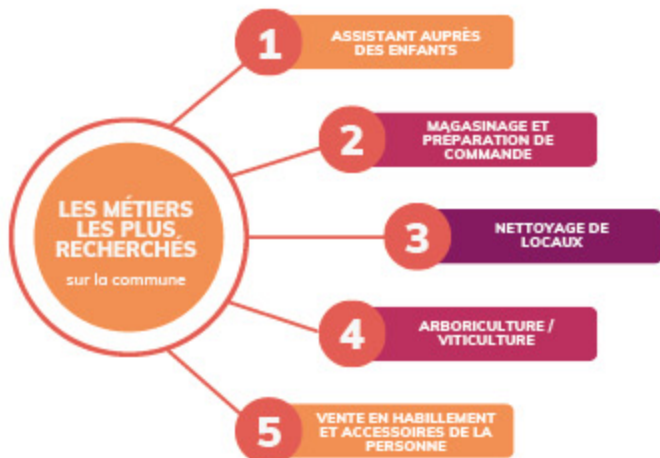 1
ASSISTANT AUPRÈS
DES ENFANTS
2
MAGASINAGE ET
PRÉPARATION DE
COMMANDE
LES MÉTIERS
LES PLUS
RECHERCHÉS
sur la commune
3
NETTOYAGE DE
LOCAUX
4
ARBORICULTURE /
VITICULTURE
5
VENTE EN HABILLEMENT
ET ACCESSOIRES DE LA
PERSONNE